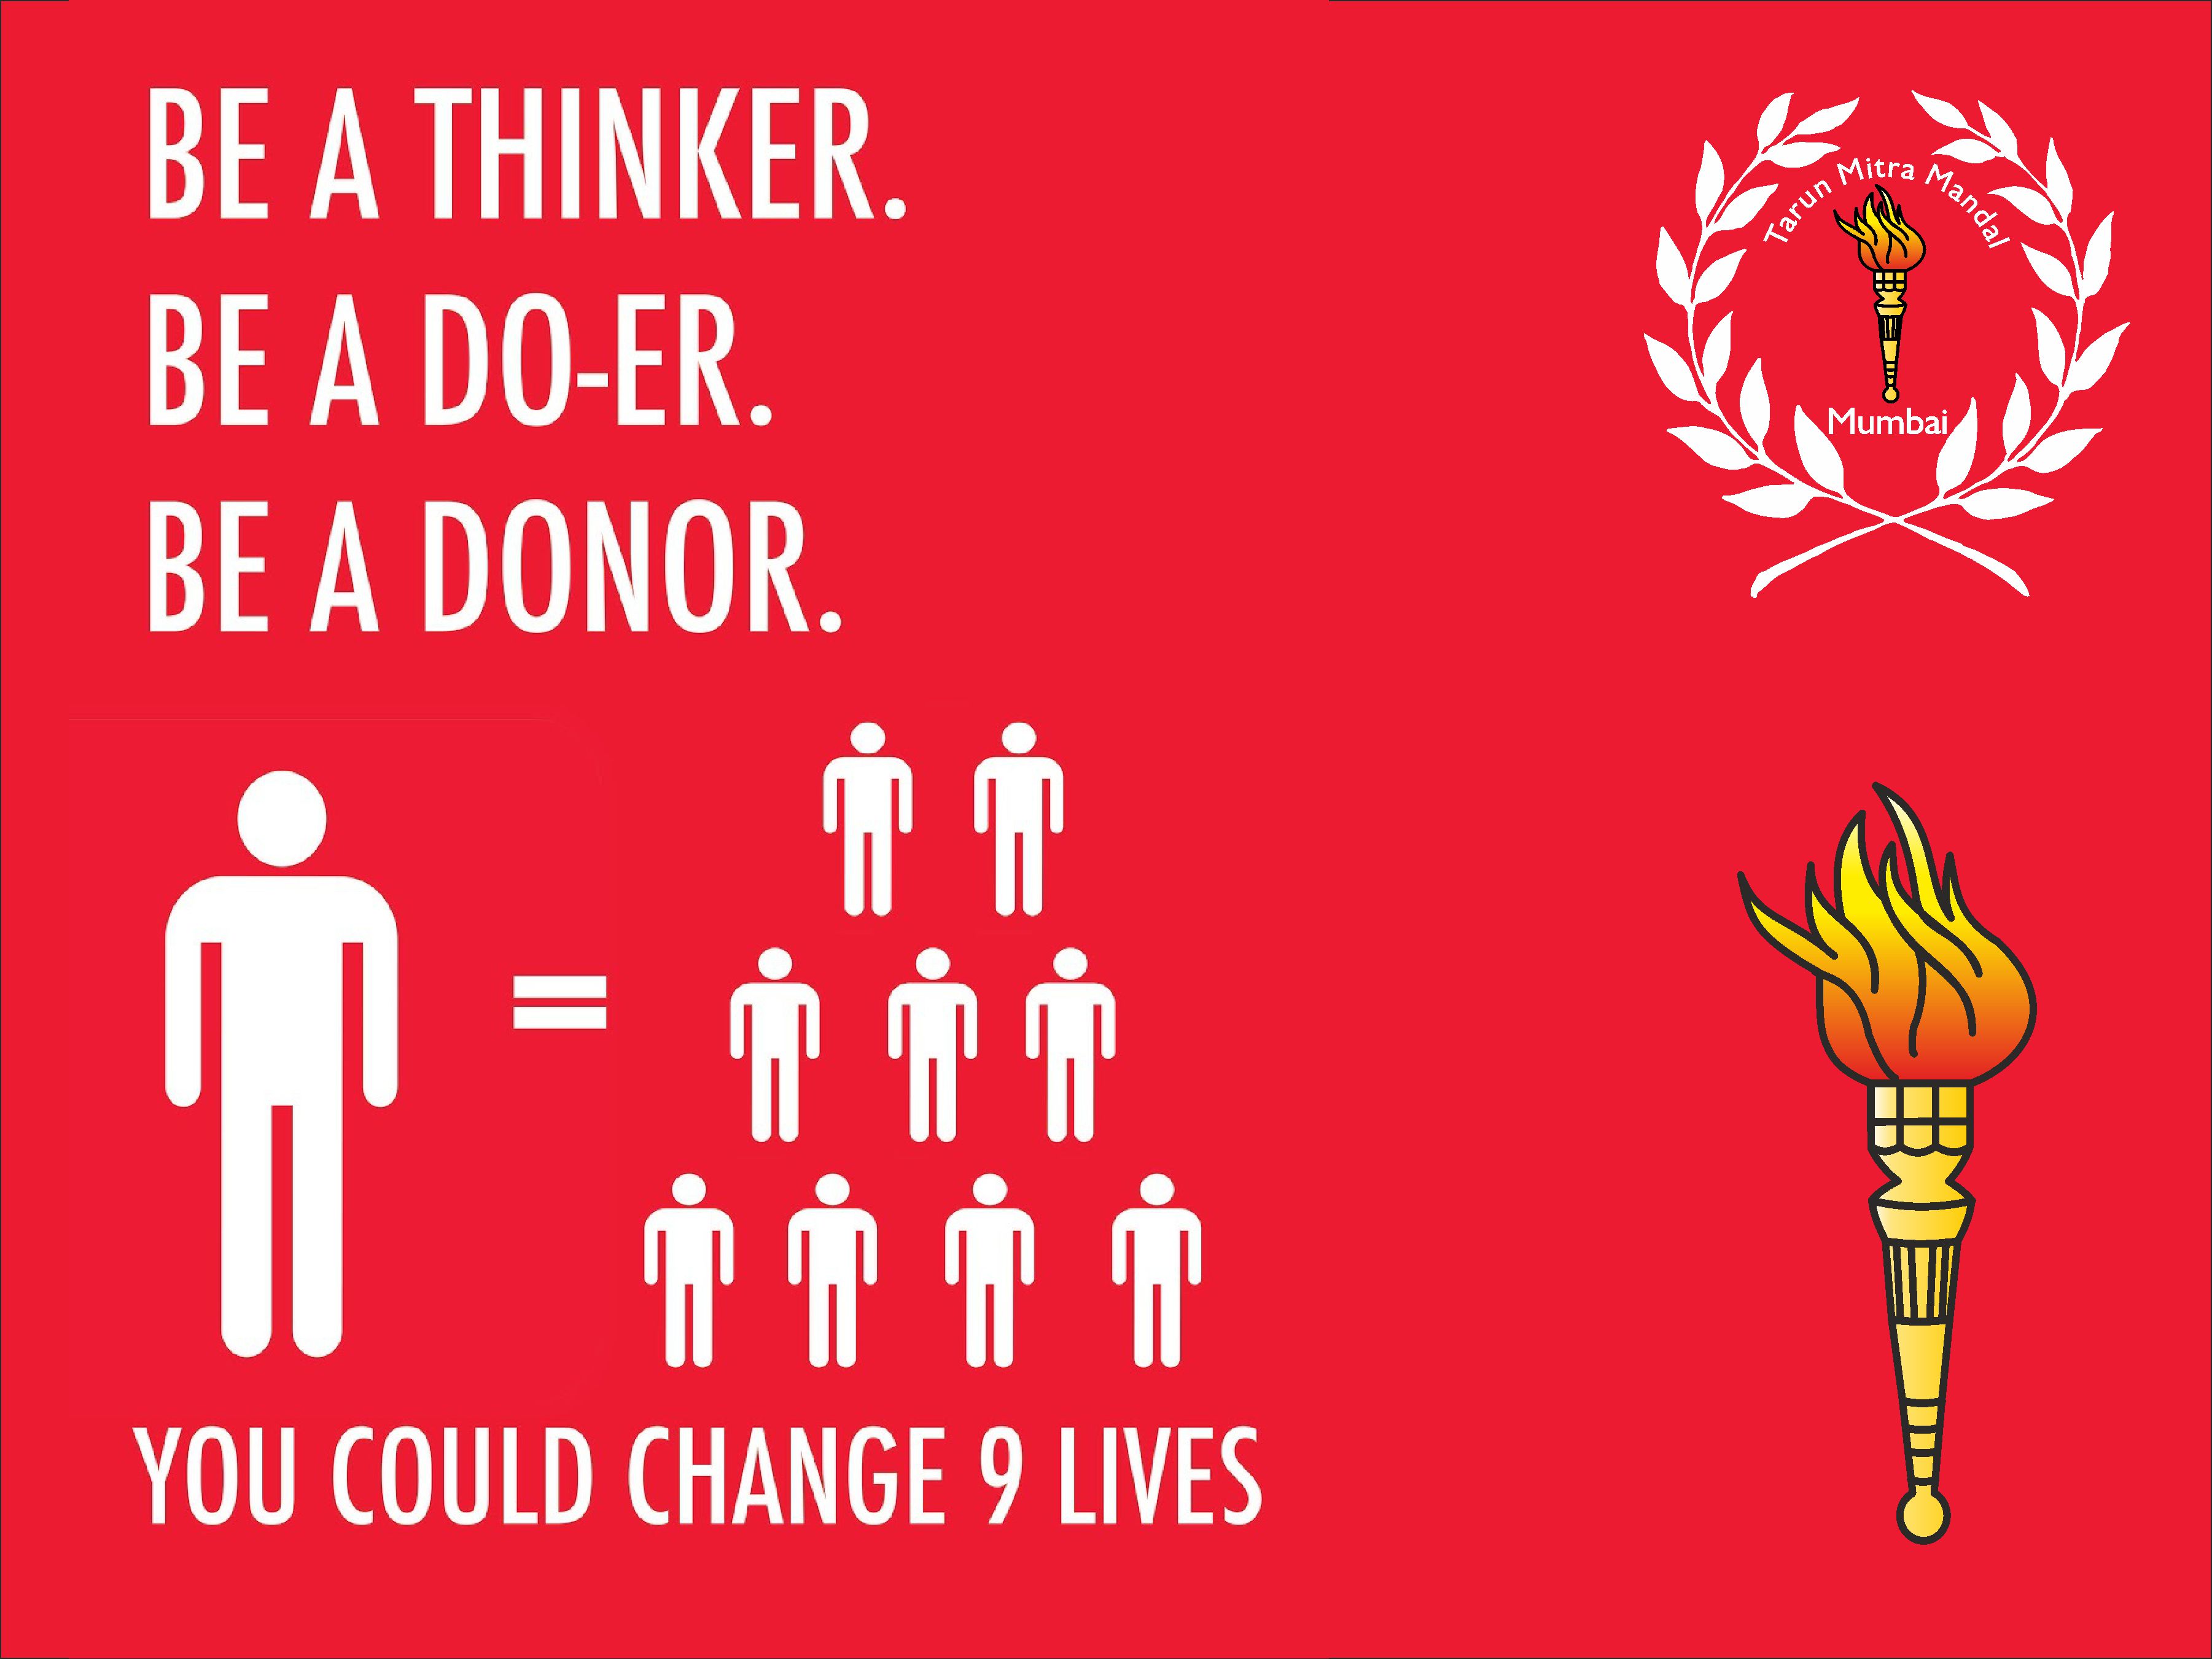 BE A THINKER.
BE A DO-ER.
BE A DONOR.
Tarun Mitra Mandal
Mumbai
=
YOU COULD CHANGE 9 LIVES